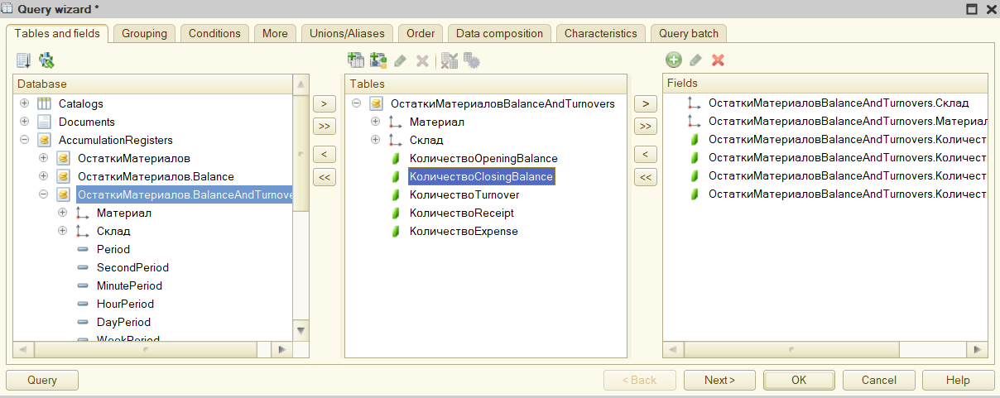 Query wizard *
Tables and fields
Grouping
Conditions
More
Unions/Aliases
Order
Data composition
Characteristics
Query batch
Database
Catalogs
Documents
AccumulationRegisters
ОстаткиМатериалов
ОстаткиМатериалов.Balance
ОстаткиМатериалов.BalanceAndTurnove
Материал
Склад
Period
SecondPeriod
MinutePeriod
HourPeriod
DayPeriod
WeekPeriod
>
>>
<
<<
Tables
ОстаткиМатериаловBalanceAndTurnovers
Материал
Склад
КоличествоOpeningBalance
КоличествоClosingBalance
КоличествоTurnover
КоличествоReceipt
КоличествоExpense
>
>>
<
<<
Fields
ОстаткиМатериаловBalanceAndTurnovers.Склад
ОстаткиМатериаловBalanceAndTurnovers.Материал
ОстаткиМатериаловBalanceAndTurnovers.Количест
ОстаткиМатериаловBalanceAndTurnovers.Количест
ОстаткиМатериаловBalanceAndTurnovers.Количест
ОстаткиМатериаловBalanceAndTurnovers.Количест
Query
< Back
Next >
OK
Cancel
Help